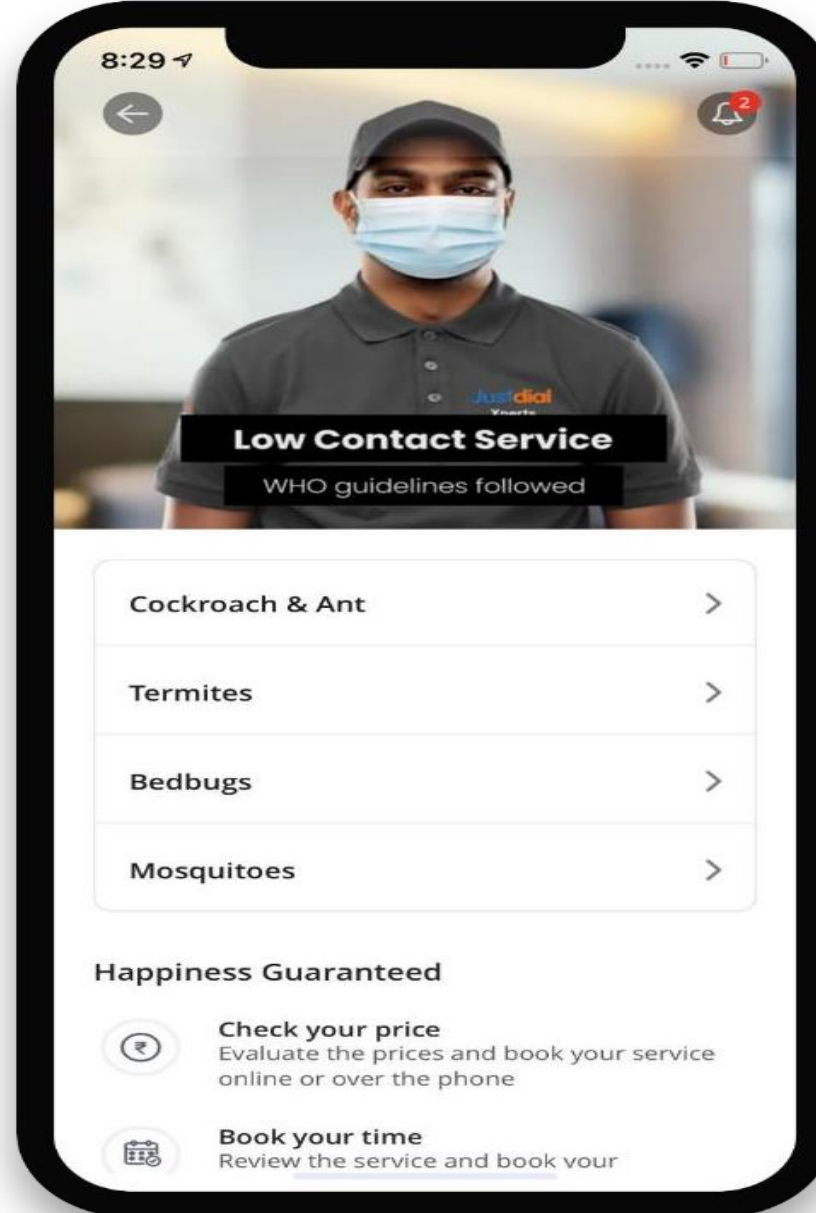 8:29
2
Justdial
Xperts
Low Contact Service
WHO guidelines followed
Cockroach & Ant
Termites
Bedbugs
Mosquitoes
Happiness Guaranteed
₹
Check your price
Evaluate the prices and book your service
online or over the phone
Book your time
Review the service and book your